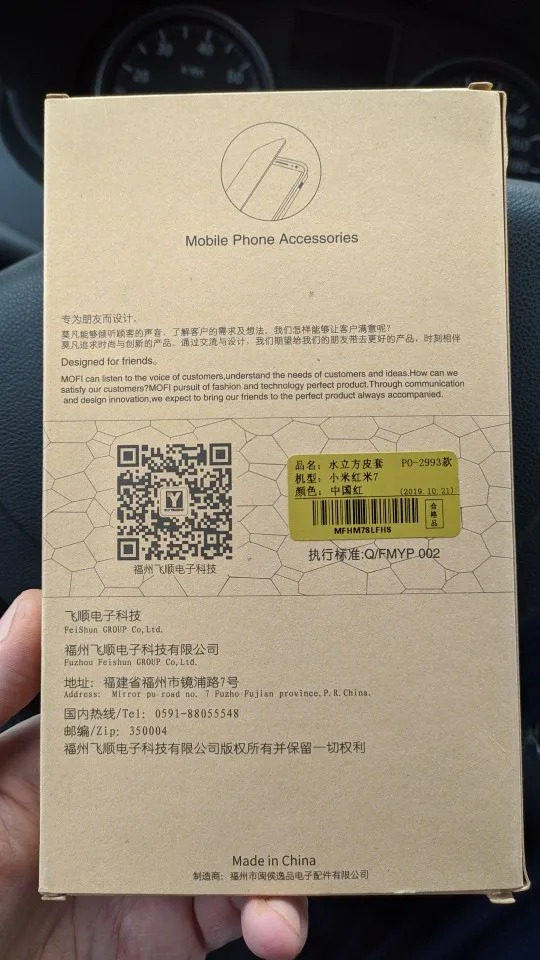 Mobile Phone Accessories
专为朋友而设计.
莫凡能够倾听顾客的声音，了解客户的需求及想法，我们怎样能够让客户满意呢?
莫凡追求时尚与创新的产品，通过交流与设计，我们期望给我们的朋友带去更好的产品，时刻相伴
Designed for friends。
MOFI can listen to the voice of customers,understand the needs of customers and ideas.How can we
satisfy our customers?MOFI pursuit of fashion and technology perfect product.Through communication
and design innovation,we expect to bring our friends to the perfect product always accompanied.
福州飞顺电子科技
品名: 水立方皮套 PO-2993款
机型: 小米红米7
颜色: 中国红 (2019.10.21)
合格品
MFHM7SLFHS
执行标准:Q/FMYP 002
飞顺电子科技
FeiShun GROUP Co,Ltd.
福州飞顺电子科技有限公司
Fuzhou Feishun GROUP Co,Ltd.
地址: 福建省福州市镜浦路7号
Address: Mirror pu road no. 7 Fuzho Fujian province.P.R.China.
国内热线/Tel: 0591-88055548
邮编/Zip: 350004
福州飞顺电子科技有限公司版权所有并保留一切权利
Made in China
制造商: 福州市闽侯逸品电子配件有限公司